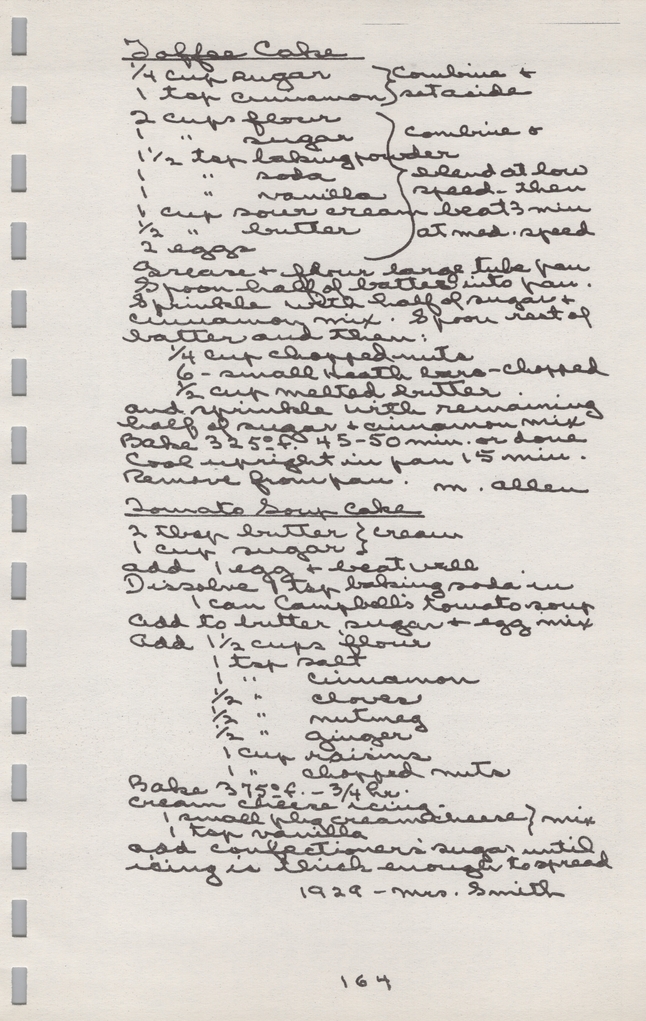 Toffee Cake
1/4 cup sugar } combine +
1 tsp cinnamon } set aside
2 cups flour
1 " sugar combine +
1 1/2 tsp baking powder
1 " soda blend at low
1 " vanilla speed - then
1 cup sour cream beat 3 min
1/2 " butter at med. speed
2 eggs
Grease + flour large tube pan
Spoon half of batter into pan.
Sprinkle with half of sugar +
cinnamon mix. Spoon rest of
batter and then:
1/4 cup chopped nuts
6 - small Heath bars - chopped
1/2 cup melted butter
and sprinkle with remaining
half of sugar + cinnamon mix
Bake 325° f. 45-50 min. or done
Cool upright in pan 15 min.
Remove from pan. M. Allen
Tomato Soup Cake
2 tbsp butter } cream
1 cup sugar }
add 1 egg + beat well
Dissolve 1 tsp baking soda in
1 can Campbell's tomato soup
Add to butter sugar + egg mix
Add 1 1/2 cups flour
1 tsp salt
1 " cinnamon
1/2 " cloves
1/2 " nutmeg
1/2 " ginger
1 cup raisins
1 " chopped nuts
Bake 375° f. - 3/4 hr.
cream cheese icing.
1 small pkg cream cheese } mix
1 tsp vanilla
add confectioner's sugar until
icing is thick enough to spread
1929 - Mrs. Smith
164